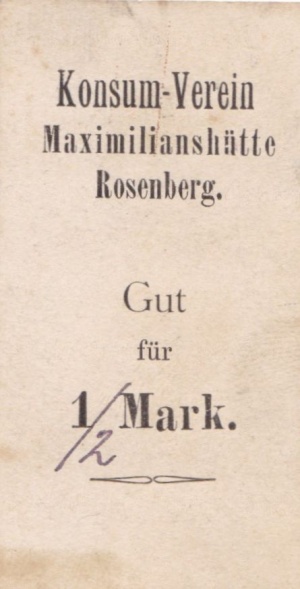 Konsum-Verein
Maximilianshütte
Rosenberg.
Gut
für
1/2 Mark.